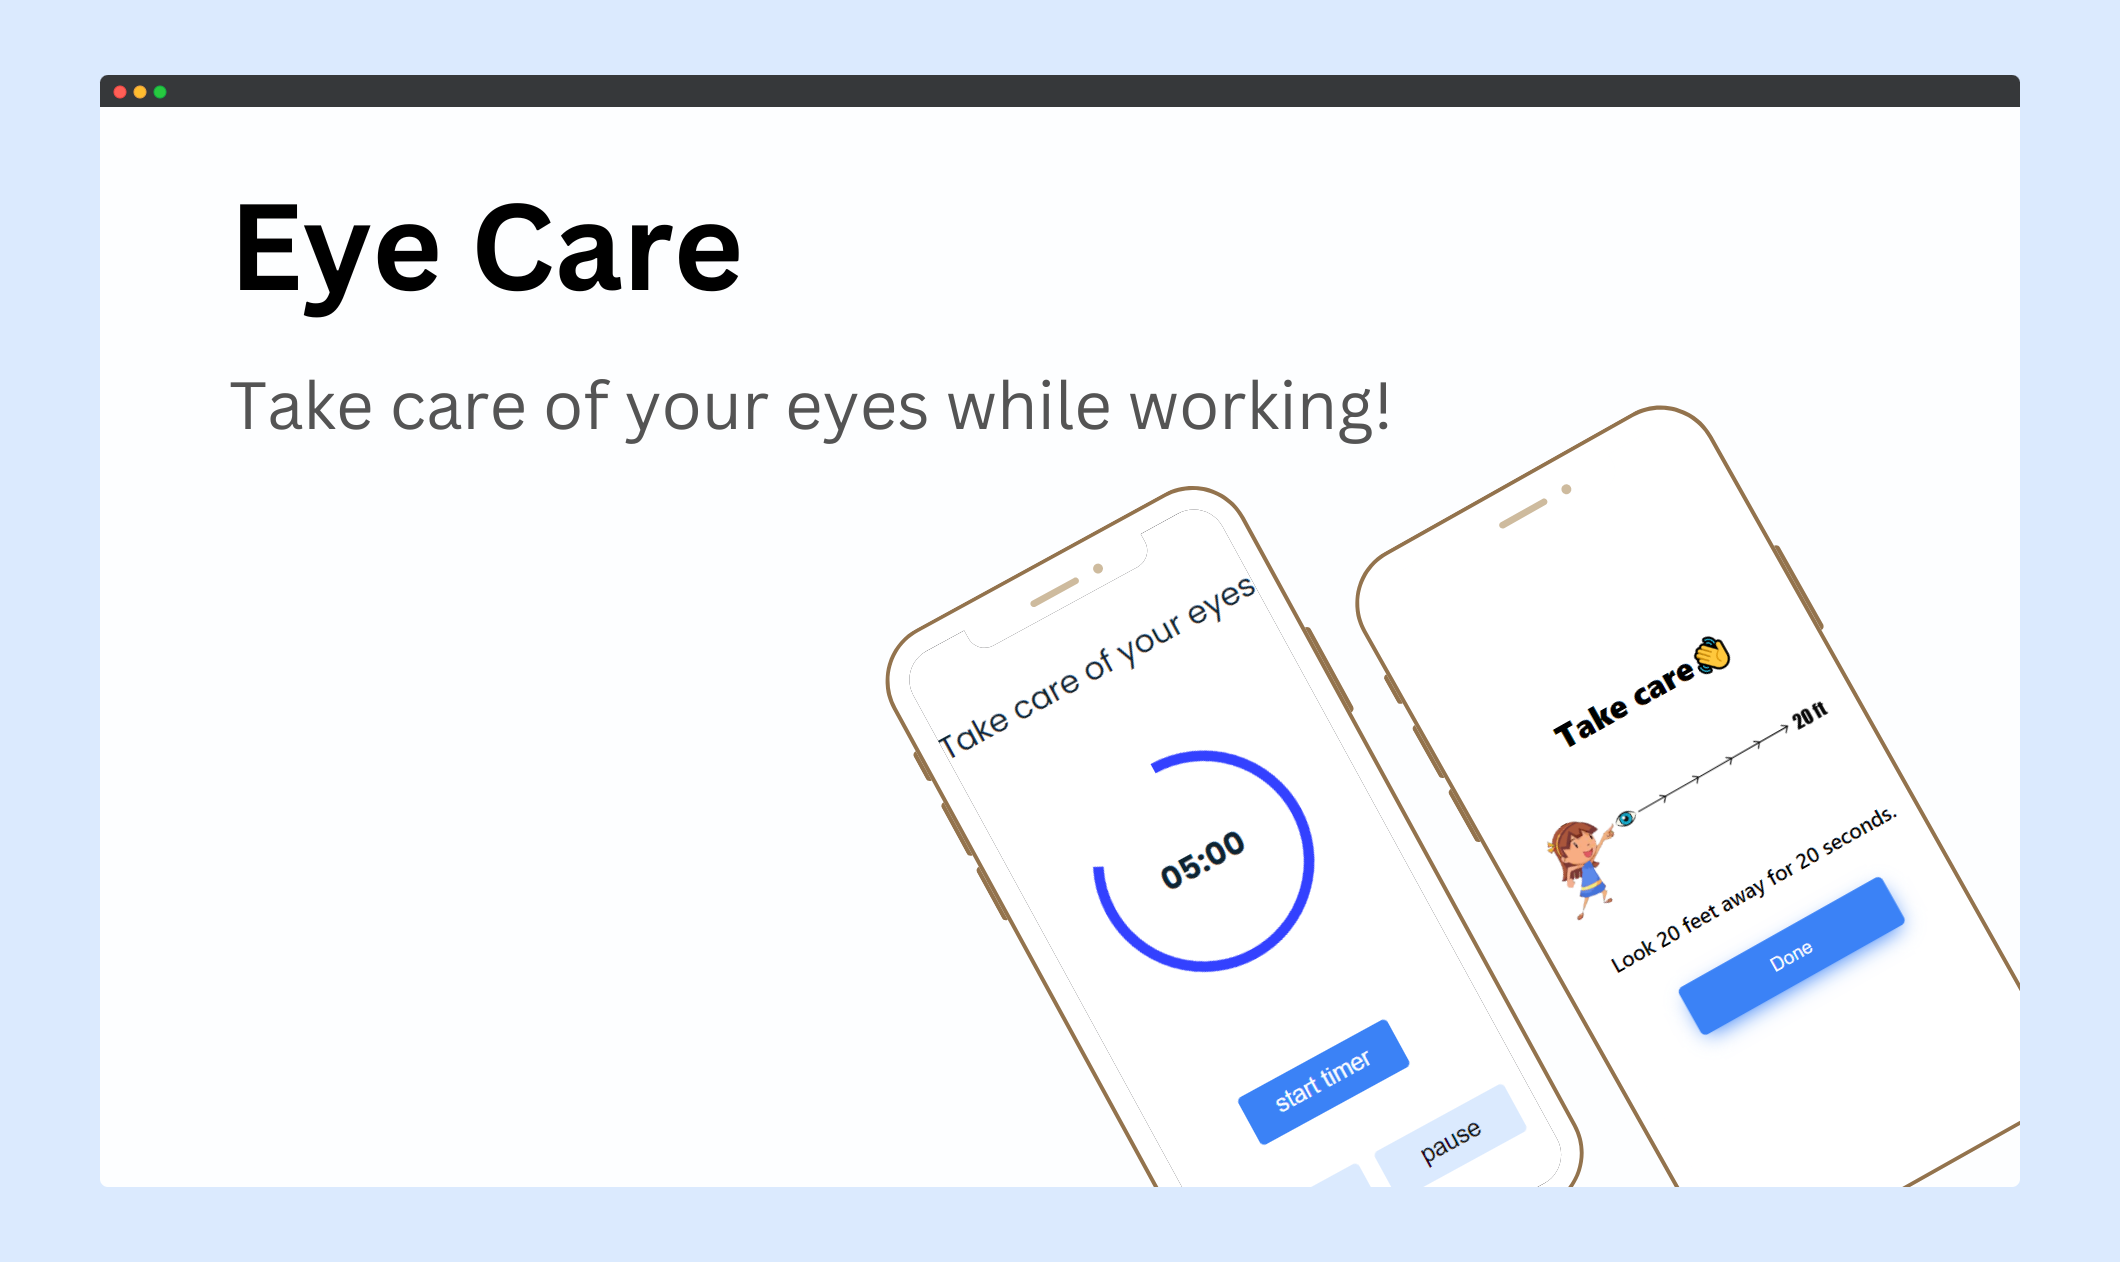 Eye Care
Take care of your eyes while working!
Take care of your eyes
05:00
start timer
pause
Take care
20 ft
Look 20 feet away for 20 seconds.
Done